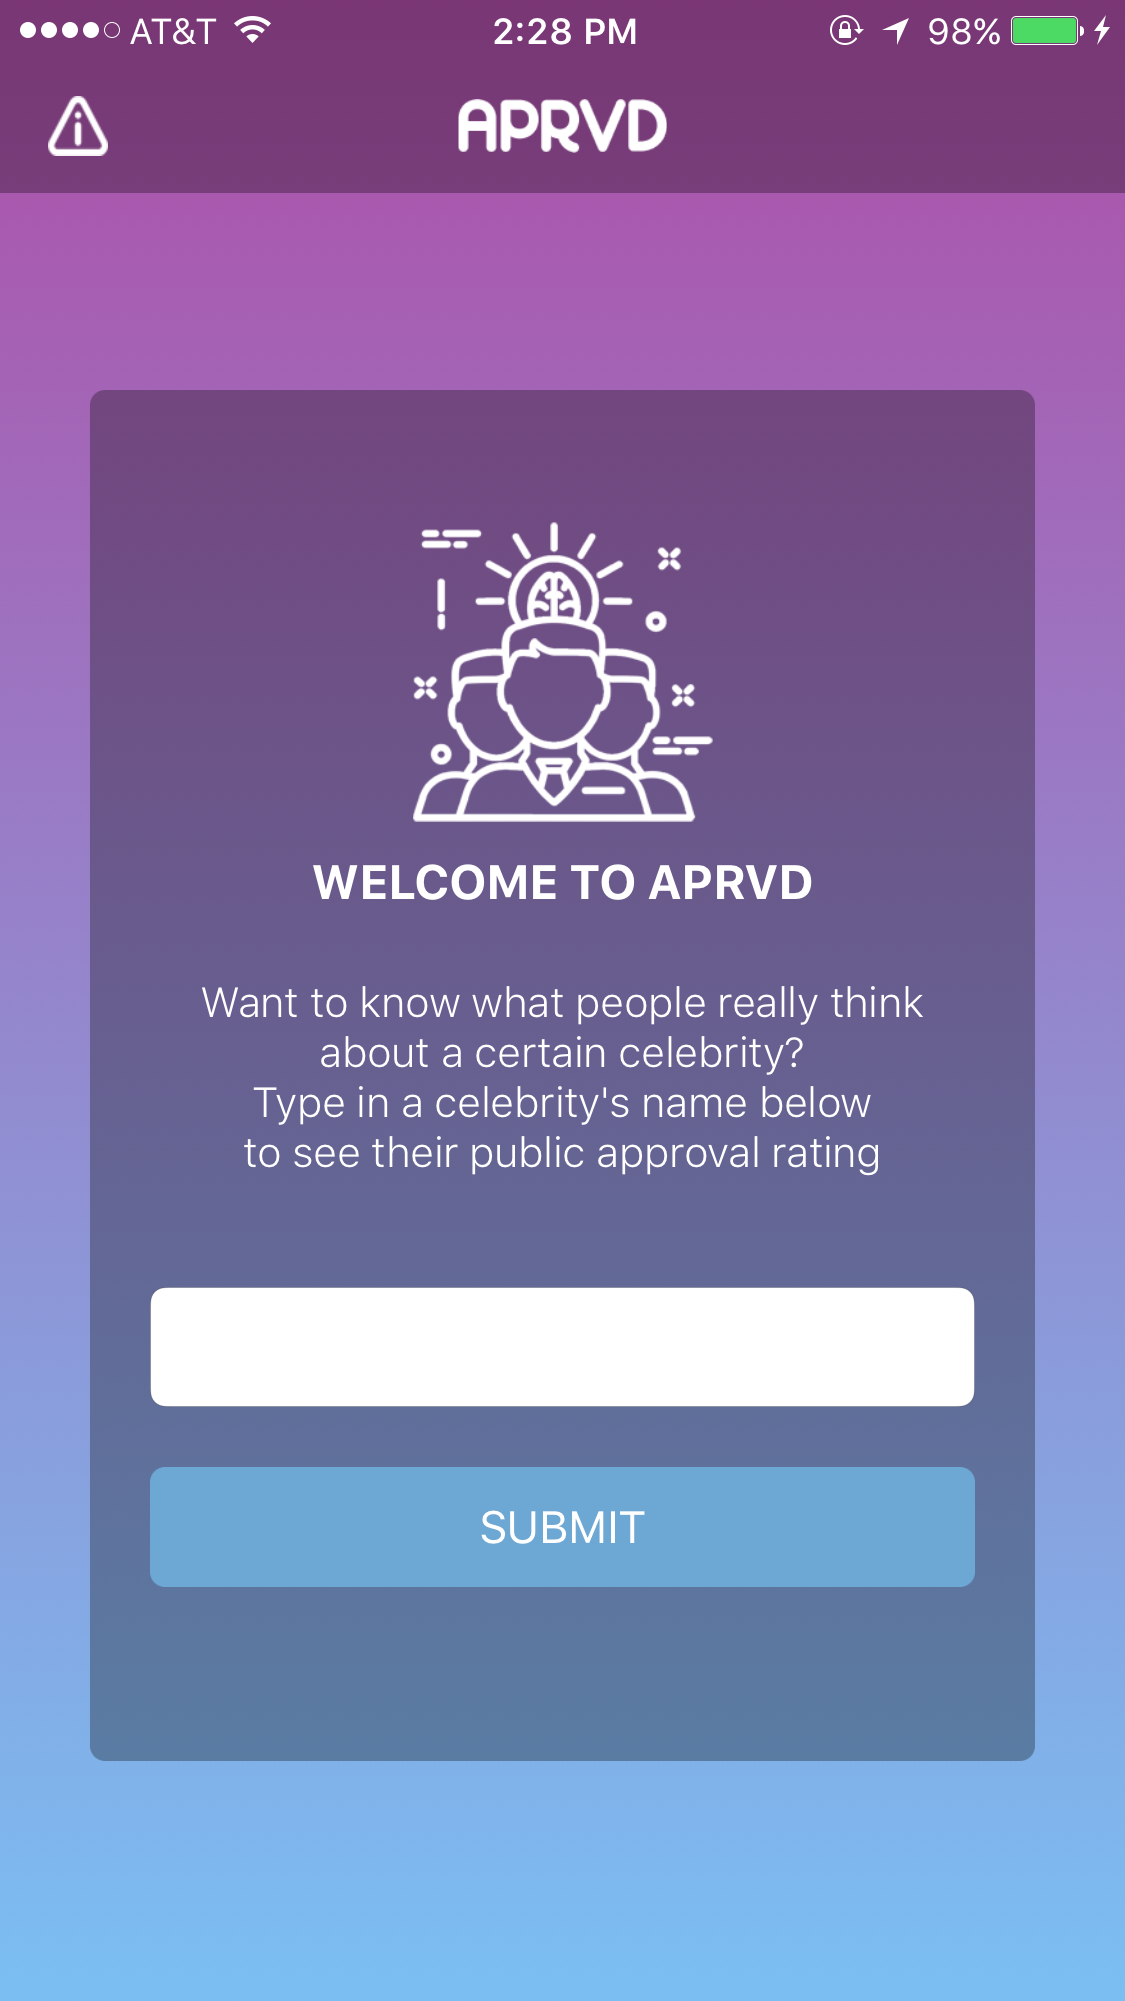 AT&T 2:28 PM 98%
APRVD
WELCOME TO APRVD
Want to know what people really think
about a certain celebrity?
Type in a celebrity's name below
to see their public approval rating
SUBMIT